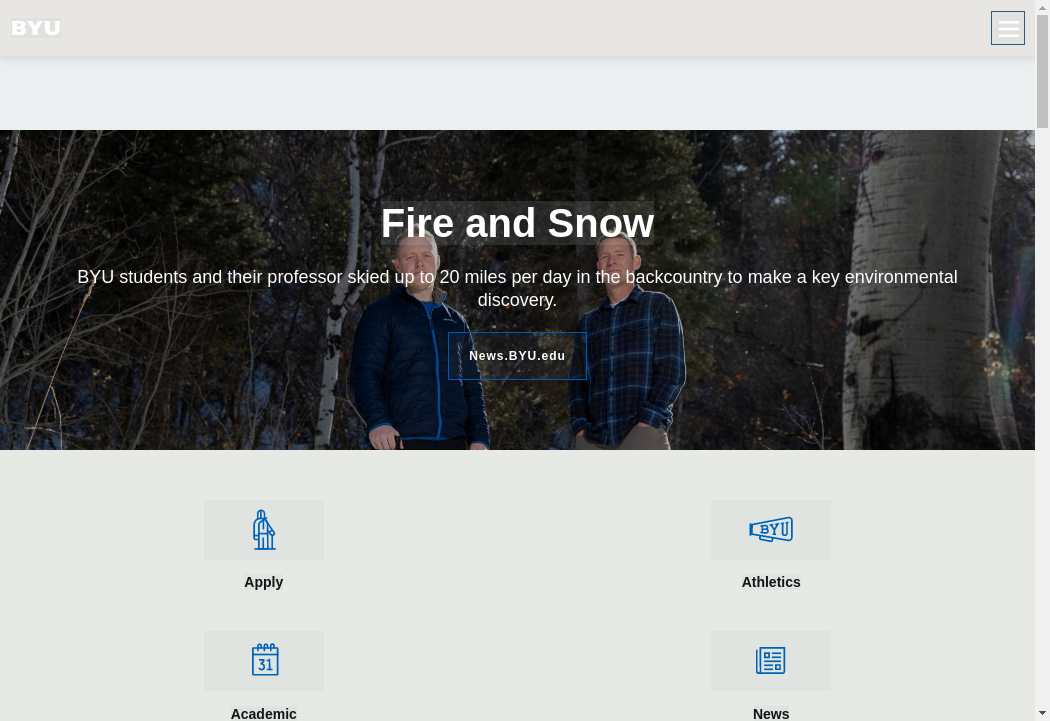 BYU
Fire and Snow
BYU students and their professor skied up to 20 miles per day in the backcountry to make a key environmental
discovery.
News.BYU.edu
BYU
Apply
Athletics
31
Academic
News